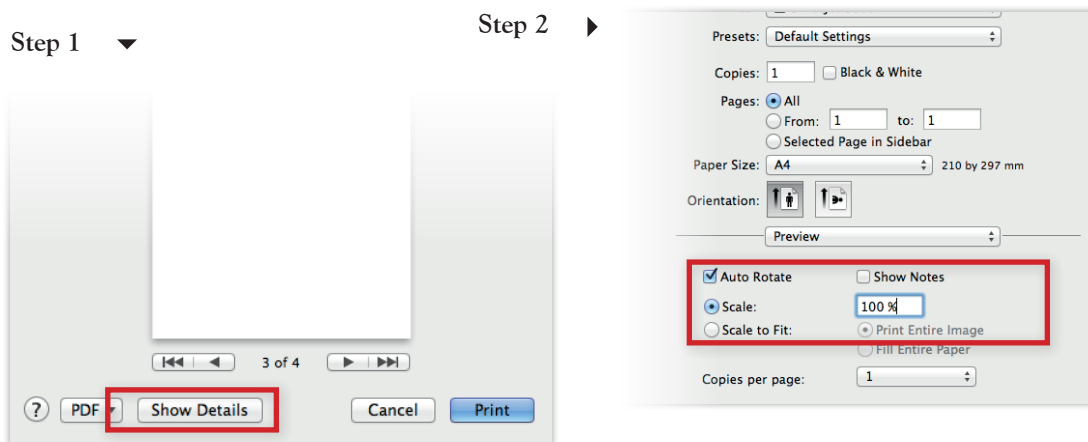 Step 1
3 of 4
? PDF Show Details Cancel Print
Step 2
Presets: Default Settings
Copies: 1 Black & White
Pages: All
From: 1 to: 1
Selected Page in Sidebar
Paper Size: A4 210 by 297 mm
Orientation:
Preview
Auto Rotate Show Notes
Scale: 100 %
Scale to Fit: Print Entire Image
Fill Entire Paper
Copies per page: 1